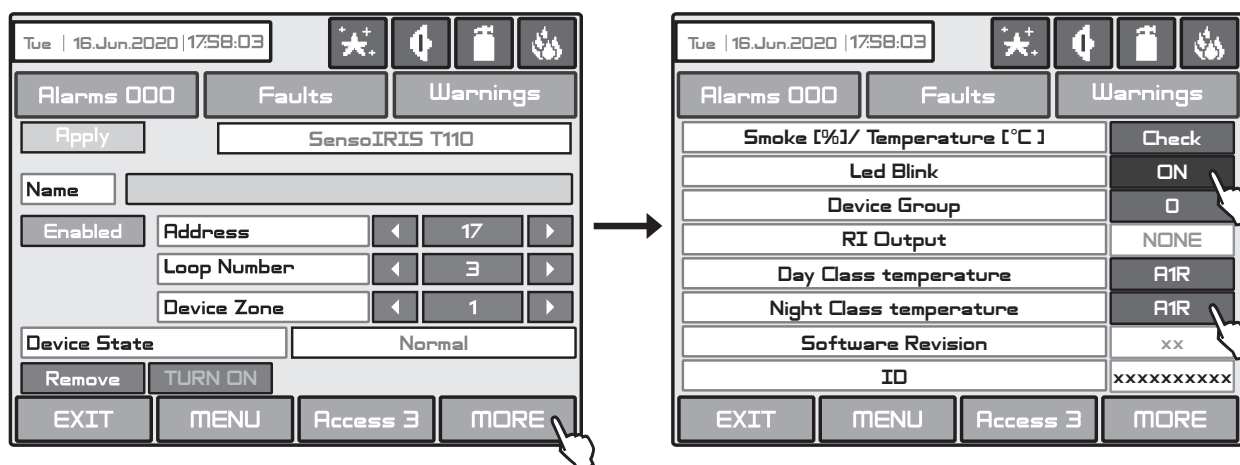 Tue | 16.Jun.2020 | 17:58:03
Alarms 000 Faults Warnings
Apply SensoIRIS T110
Name
Enabled Address 17
Loop Number 3
Device Zone 1
Device State Normal
Remove TURN ON
EXIT MENU Access 3 MORE
Tue | 16.Jun.2020 | 17:58:03
Alarms 000 Faults Warnings
Smoke [%]/ Temperature [°C ] Check
Led Blink ON
Device Group 0
RI Output NONE
Day Class temperature A1R
Night Class temperature A1R
Software Revision xx
ID xxxxxxxxxx
EXIT MENU Access 3 MORE